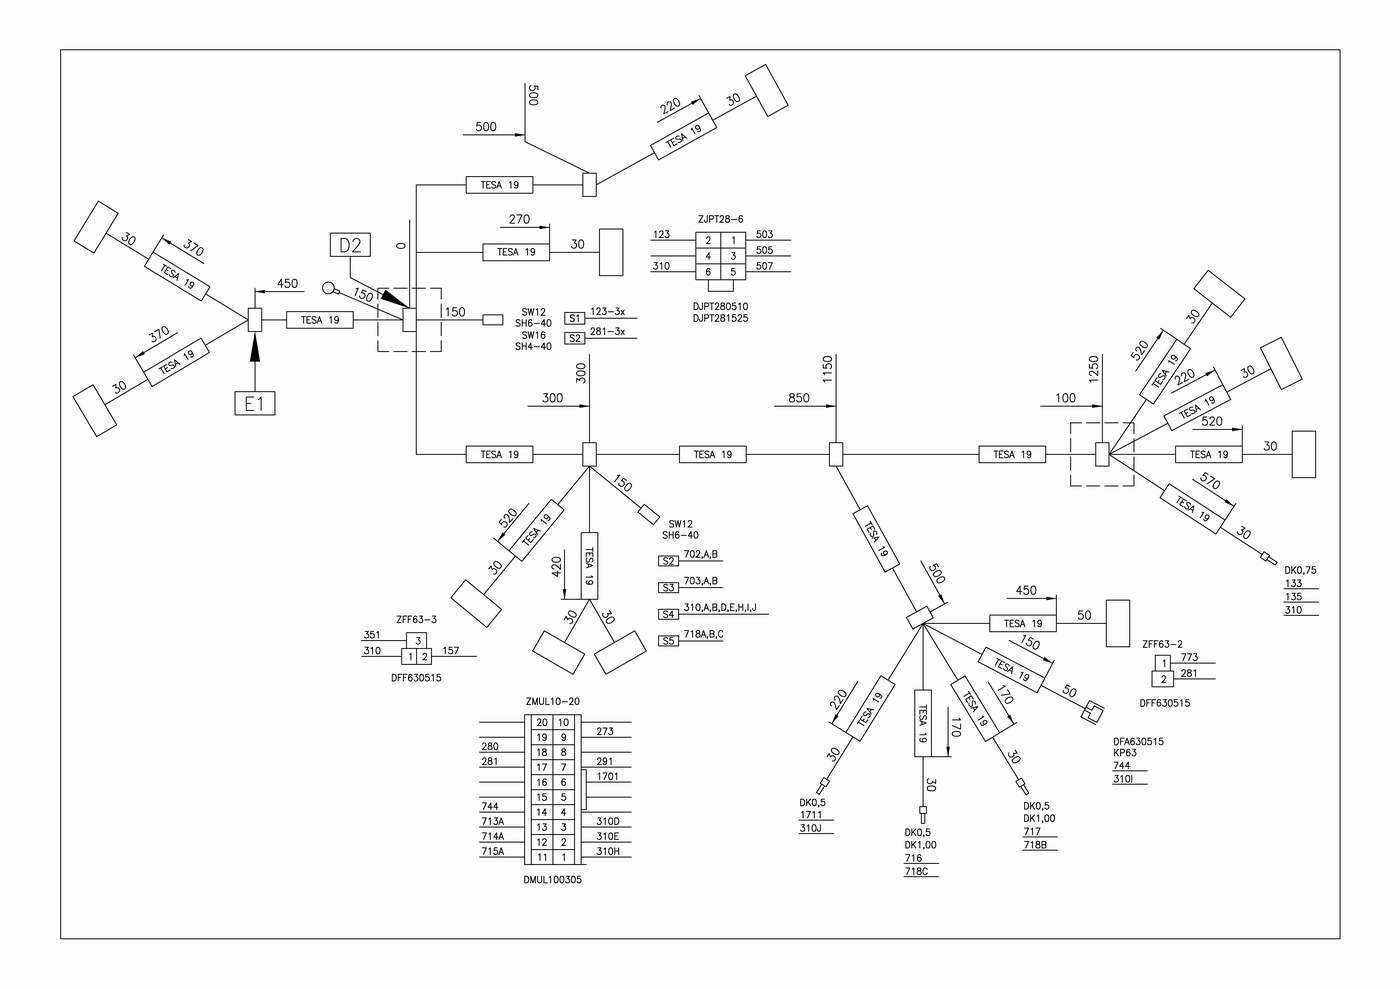 500
500
220
30
TESA 19
TESA 19
30
370
TESA 19
D2
0
270
TESA 19
30
ZJPT28-6
123
2
1
503
4
3
505
310
6
5
507
DJPT280510
DJPT281525
450
150
TESA 19
150
SW12
SH6-40
SW16
SH4-40
S1
123-3x
S2
281-3x
370
TESA 19
30
E1
300
300
1150
850
1250
100
520
TESA 19
30
220
TESA 19
30
520
TESA 19
30
570
TESA 19
30
TESA 19
TESA 19
TESA 19
DK0,75
133
135
310
520
TESA 19
30
420
TESA 19
30
30
150
SW12
SH6-40
S2
702,A,B
S3
703,A,B
S4
310,A,B,D,E,H,I,J
S5
718A,B,C
TESA 19
500
450
TESA 19
50
150
TESA 19
50
ZFF63-3
351
3
310
1
2
157
DFF630515
ZFF63-2
1
773
2
281
DFF630515
220
TESA 19
30
TESA 19
170
30
170
TESA 19
30
DFA630515
KP63
744
310I
DK0,5
1711
310J
DK0,5
DK1,00
716
718C
DK0,5
DK1,00
717
718B
ZMUL10-20
20
10
19
9
273
280
18
8
281
17
7
291
16
6
1701
15
5
744
14
4
713A
13
3
310D
714A
12
2
310E
715A
11
1
310H
DMUL100305